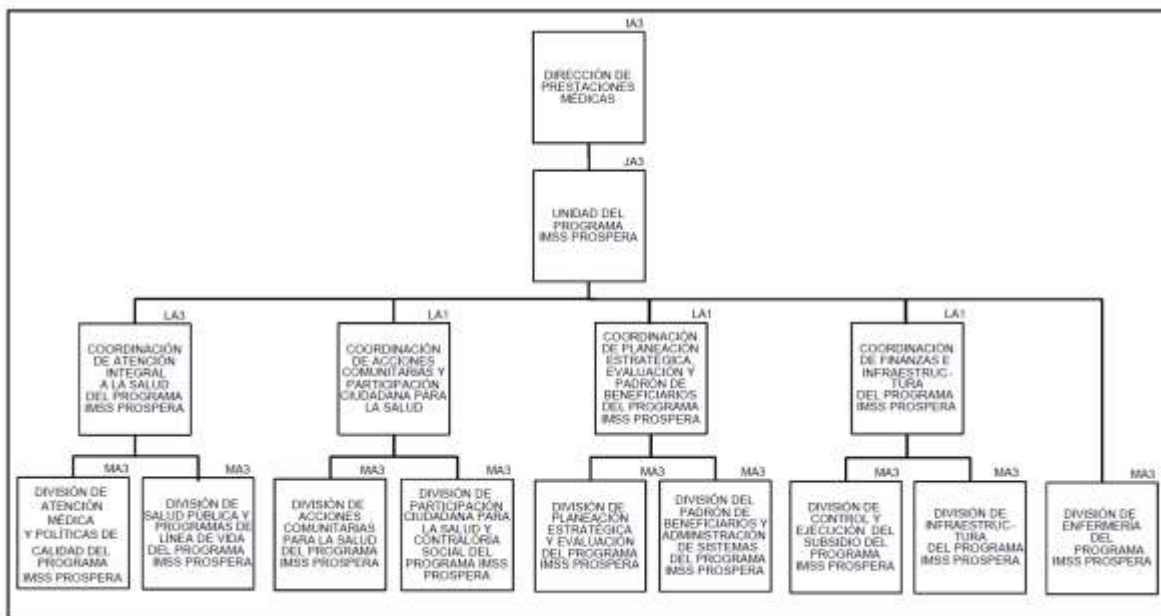 IA3
DIRECCIÓN DE
PRESTACIONES
MÉDICAS
JA3
UNIDAD DEL
PROGRAMA
IMSS PROSPERA
LA3
COORDINACIÓN
DE ATENCIÓN
INTEGRAL
A LA SALUD
DEL PROGRAMA
IMSS PROSPERA
LA1
COORDINACIÓN
DE ACCIONES
COMUNITARIAS Y
PARTICIPACIÓN
CIUDADANA PARA
LA SALUD
LA1
COORDINACIÓN
DE PLANEACIÓN
ESTRATÉGICA,
EVALUACIÓN Y
PADRÓN DE
BENEFICIARIOS
DEL PROGRAMA
IMSS PROSPERA
LA1
COORDINACIÓN
DE FINANZAS E
INFRAESTRUC-
TURA
DEL PROGRAMA
IMSS PROSPERA
MA3
DIVISIÓN DE
ATENCIÓN
MÉDICA
Y POLÍTICAS DE
CALIDAD DEL
PROGRAMA
IMSS PROSPERA
MA3
DIVISIÓN DE
SALUD PÚBLICA Y
PROGRAMAS DE
LÍNEA DE VIDA
DEL PROGRAMA
IMSS PROSPERA
MA3
DIVISIÓN DE
ACCIONES
COMUNITARIAS
PARA LA SALUD
DEL PROGRAMA
IMSS PROSPERA
MA3
DIVISIÓN DE
PARTICIPACIÓN
CIUDADANA PARA
LA SALUD Y
CONTRALORÍA
SOCIAL DEL
PROGRAMA IMSS
PROSPERA
MA3
DIVISIÓN DE
PLANEACIÓN
ESTRATÉGICA
Y EVALUACIÓN
DEL PROGRAMA
IMSS PROSPERA
MA3
DIVISIÓN DEL
PADRÓN DE
BENEFICIARIOS Y
ADMINISTRACIÓN
DE SISTEMAS
DEL PROGRAMA
IMSS PROSPERA
MA3
DIVISIÓN DE
CONTROL Y
EJECUCIÓN DEL
SUBSIDIO DEL
PROGRAMA
IMSS PROSPERA
MA3
DIVISIÓN DE
INFRAESTRUC-
TURA
DEL PROGRAMA
IMSS PROSPERA
MA3
DIVISIÓN DE
ENFERMERÍA
DEL PROGRAMA
IMSS PROSPERA